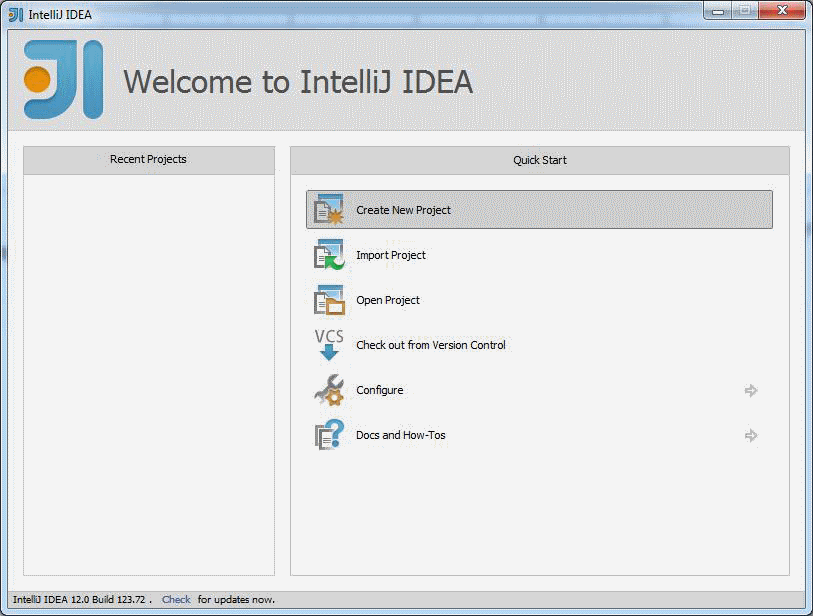 IntelliJ IDEA
Welcome to IntelliJ IDEA
Recent Projects
Quick Start
Create New Project
Import Project
Open Project
VCS
Check out from Version Control
Configure
Docs and How-Tos
IntelliJ IDEA 12.0 Build 123.72 . Check for updates now.